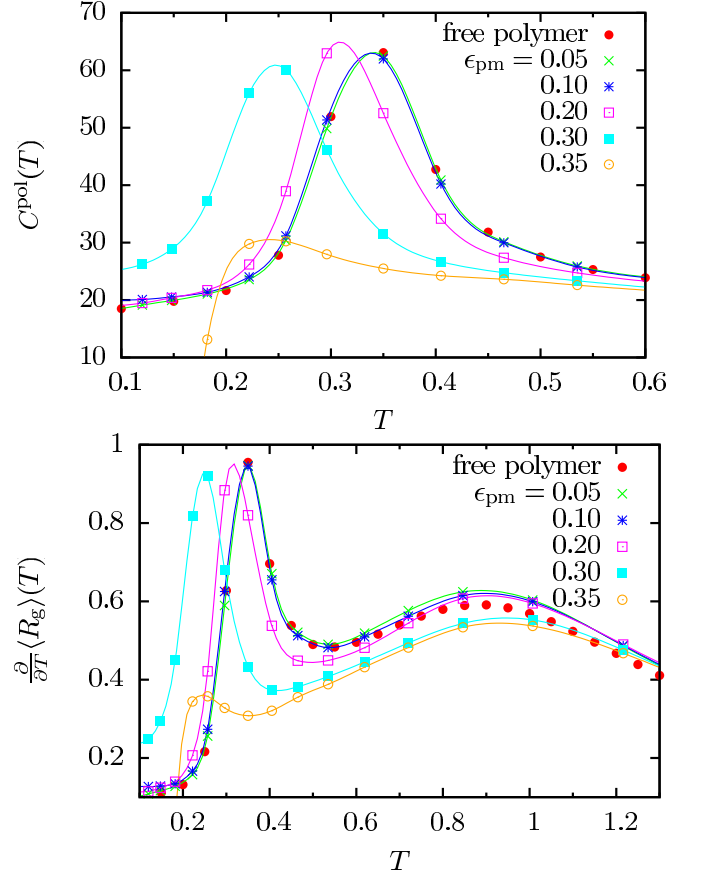 70
60
50
40
30
20
10
C^pol(T)
free polymer
ϵ_pm = 0.05
0.10
0.20
0.30
0.35
0.1 0.2 0.3 0.4 0.5 0.6
T
1
0.8
0.6
0.4
0.2
∂/∂T ⟨R_g⟩(T)
free polymer
ϵ_pm = 0.05
0.10
0.20
0.30
0.35
0.2 0.4 0.6 0.8 1 1.2
T